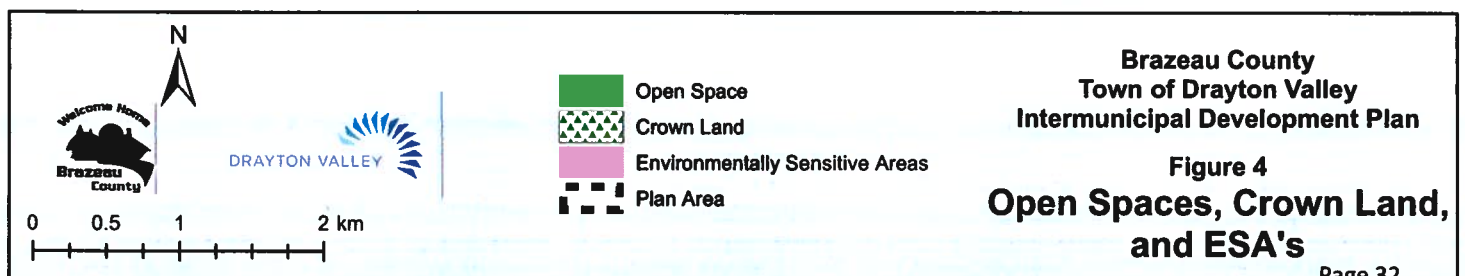 N
Welcome Home
Brazeau
County
DRAYTON VALLEY
0 0.5 1 2 km
Open Space
Crown Land
Environmentally Sensitive Areas
Plan Area
Brazeau County
Town of Drayton Valley
Intermunicipal Development Plan
Figure 4
Open Spaces, Crown Land,
and ESA's
Page 32